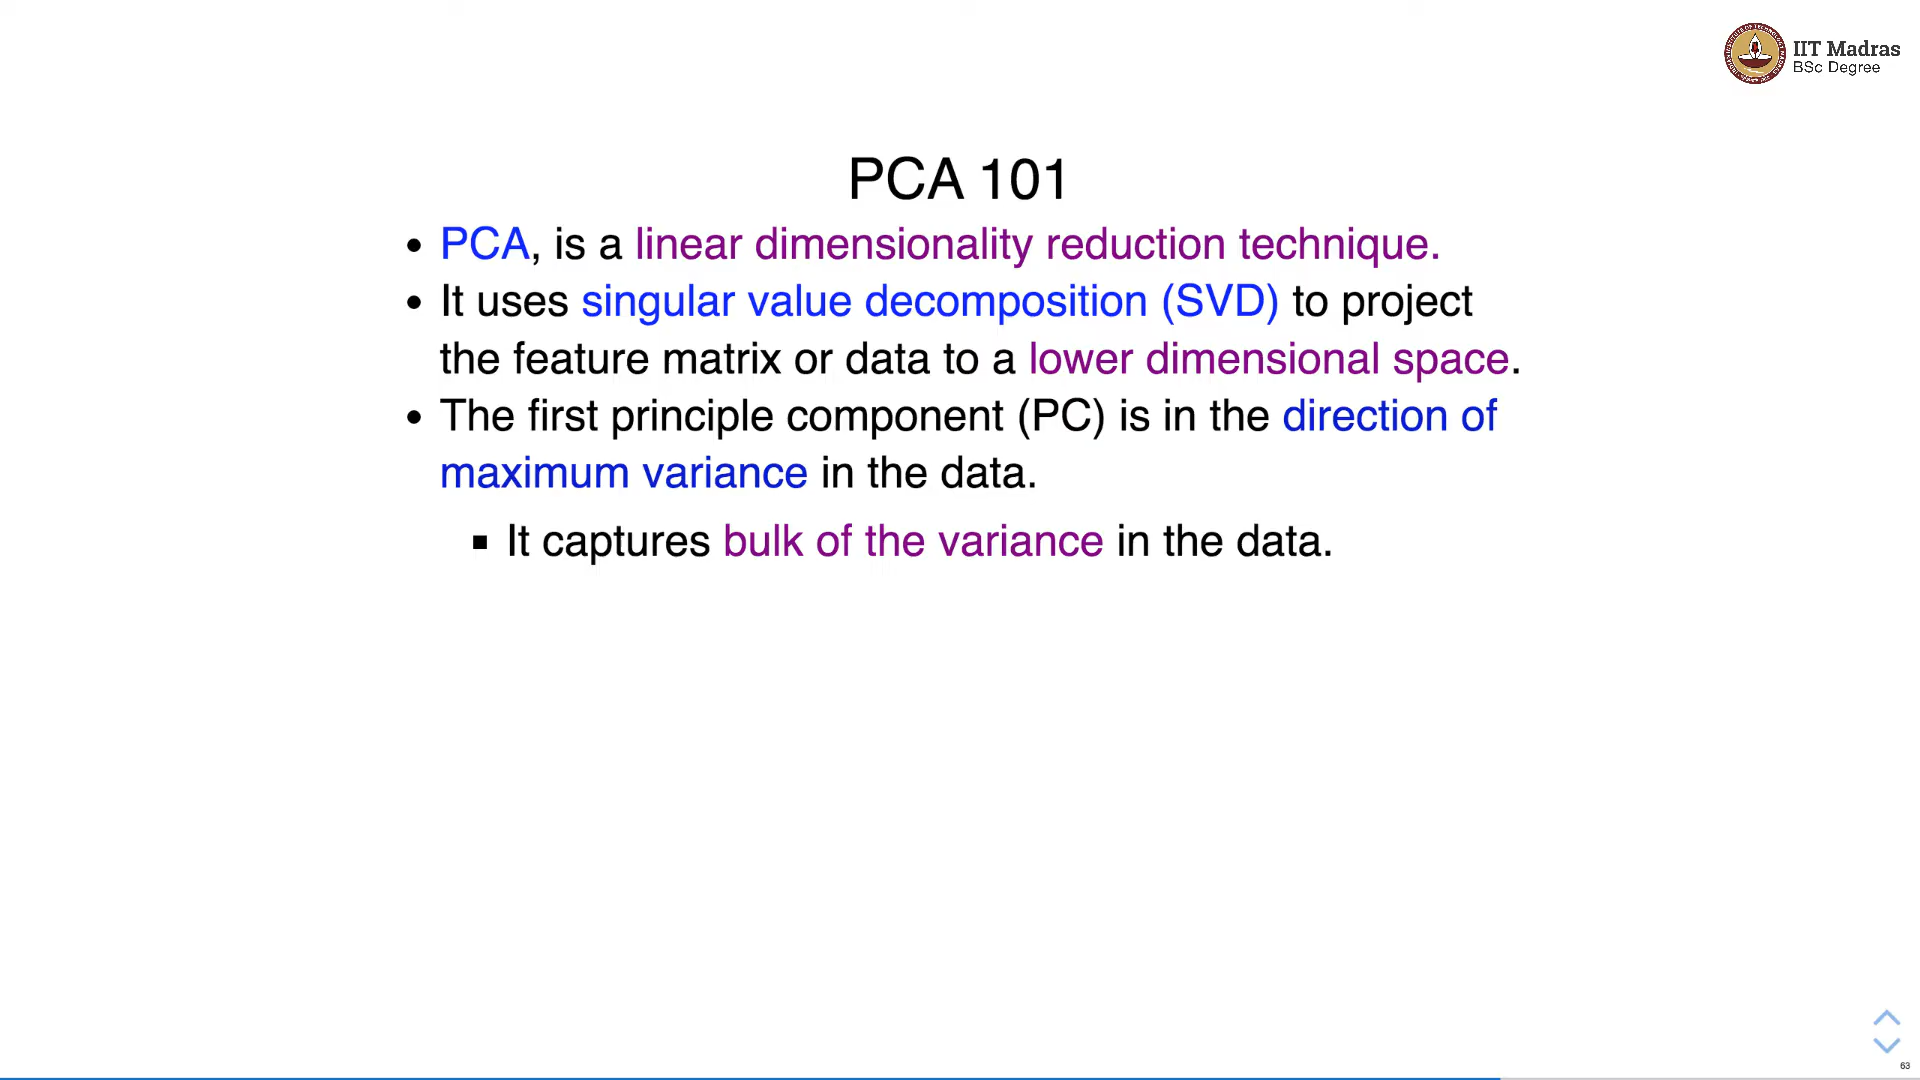 IIT Madras
BSc Degree
PCA 101
• PCA, is a linear dimensionality reduction technique.
• It uses singular value decomposition (SVD) to project
the feature matrix or data to a lower dimensional space.
• The first principle component (PC) is in the direction of
maximum variance in the data.
▪ It captures bulk of the variance in the data.
63